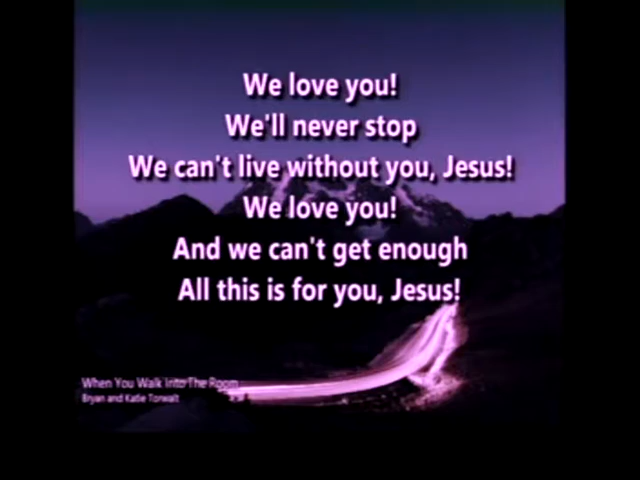 We love you!
We'll never stop
We can't live without you, Jesus!
We love you!
And we can't get enough
All this is for you, Jesus!
When You Walk Into The Room
Bryan and Katie Torwalt